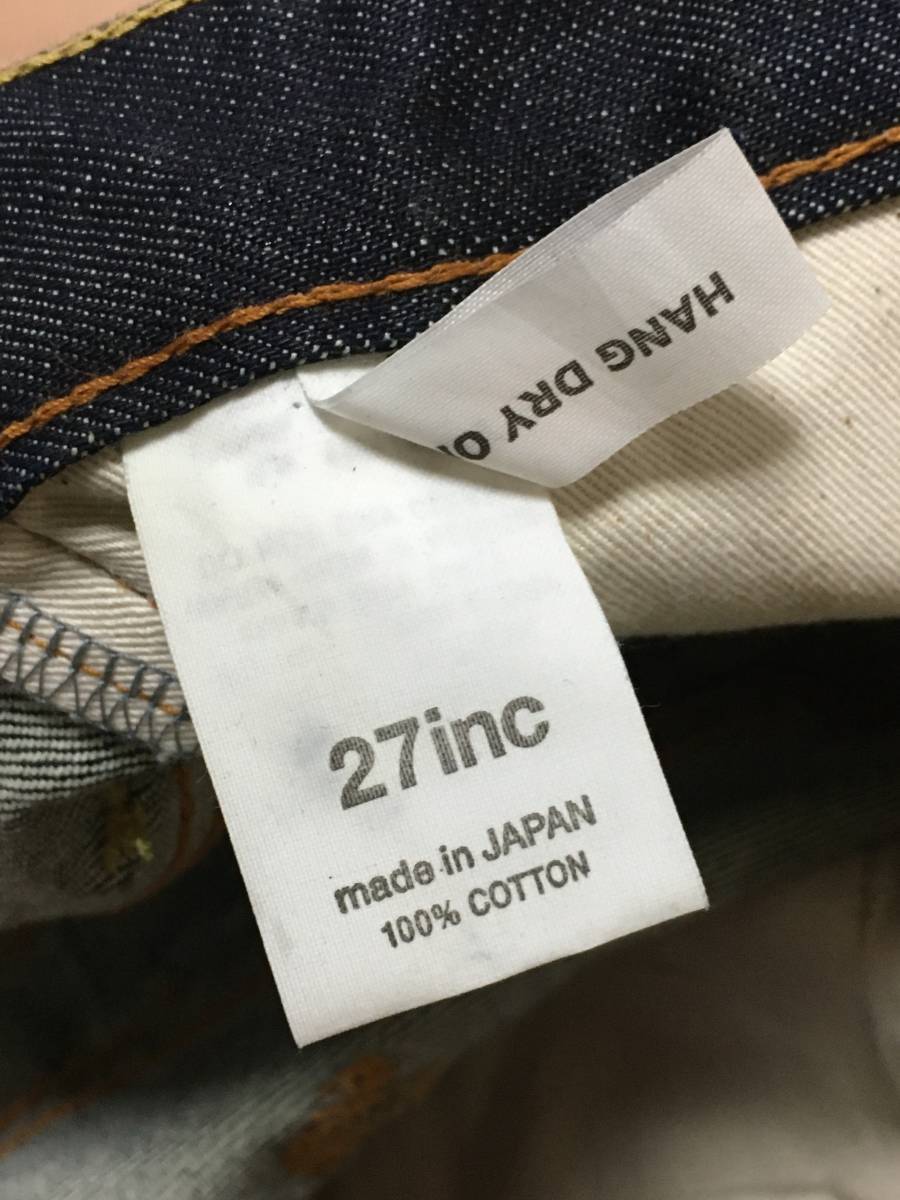 HANG DRY
27inc
made in JAPAN
100% COTTON